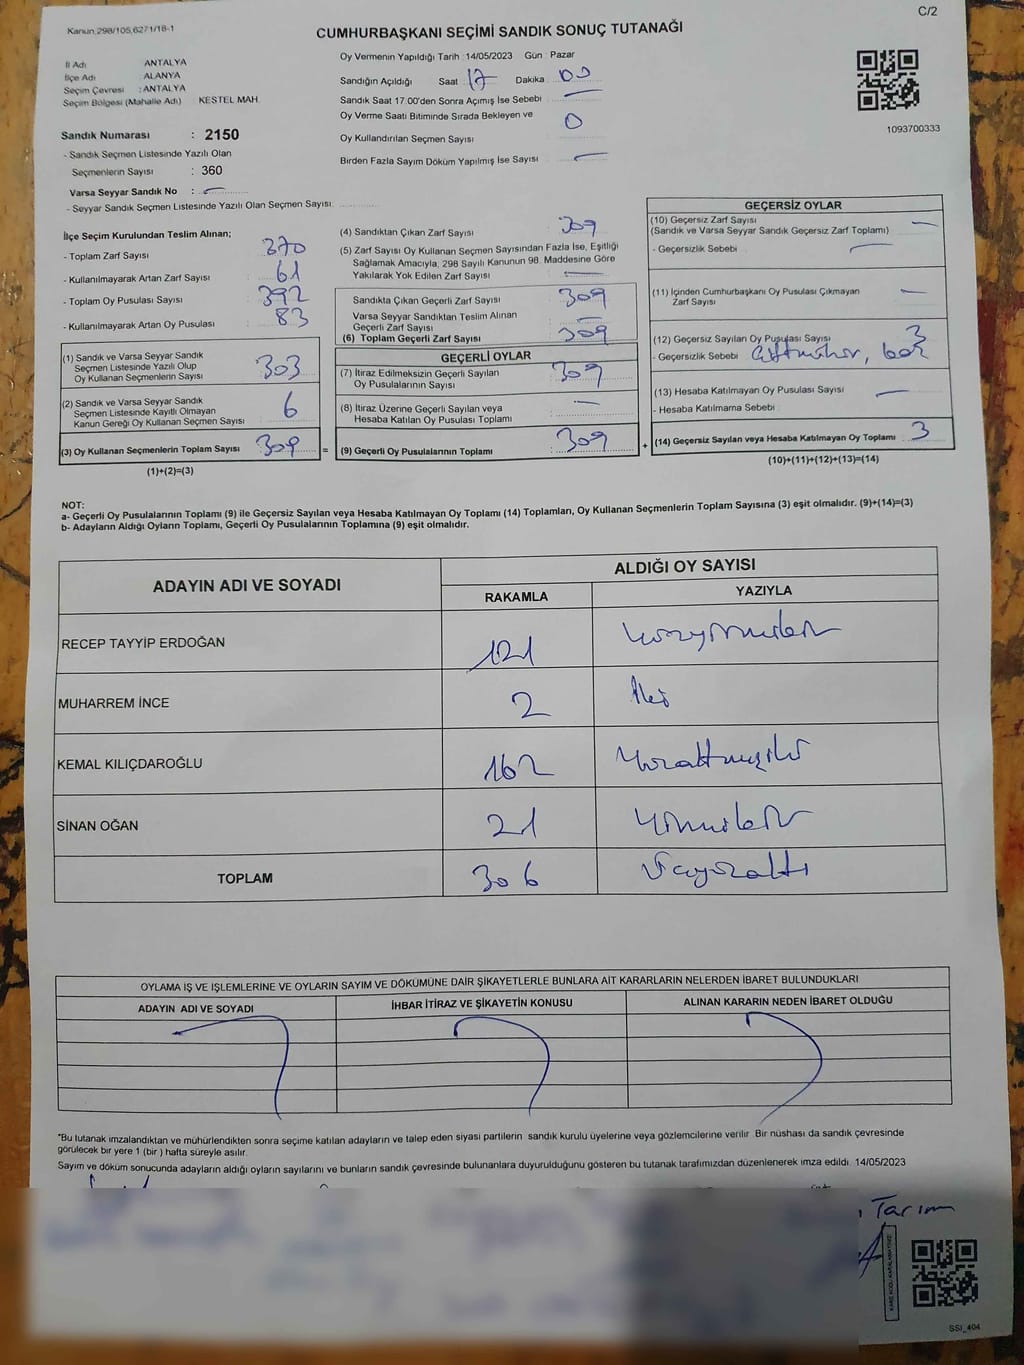 C/2
Kanun,298/105,6271/18-1
CUMHURBAŞKANI SEÇİMİ SANDIK SONUÇ TUTANAĞI
İl Adı ANTALYA
İlçe Adı ALANYA
Seçim Çevresi : ANTALYA
Seçim Bölgesi (Mahalle Adı) KESTEL MAH.
Sandık Numarası : 2150
- Sandık Seçmen Listesinde Yazılı Olan
Seçmenlerin Sayısı : 360
Varsa Seyyar Sandık No : —
- Seyyar Sandık Seçmen Listesinde Yazılı Olan Seçmen Sayısı:
Oy Vermenin Yapıldığı Tarih :14/05/2023 Gün : Pazar
Sandığın Açıldığı Saat 17 Dakika 00
Sandık Saat 17.00'den Sonra Açılmış İse Sebebi : —
Oy Verme Saati Bitiminde Sırada Bekleyen ve
Oy Kullandırılan Seçmen Sayısı : 0
Birden Fazla Sayım Döküm Yapılmış İse Sayısı : —
1093700333
İlçe Seçim Kurulundan Teslim Alınan;
- Toplam Zarf Sayısı : 370
- Kullanılmayarak Artan Zarf Sayısı : 61
- Toplam Oy Pusulası Sayısı : 392
- Kullanılmayarak Artan Oy Pusulası : 83
(1) Sandık ve Varsa Seyyar Sandık
Seçmen Listesinde Yazılı Olup
Oy Kullanan Seçmenlerin Sayısı : 303
(2) Sandık ve Varsa Seyyar Sandık
Seçmen Listesinde Kayıtlı Olmayan
Kanun Gereği Oy Kullanan Seçmen Sayısı : 6
(3) Oy Kullanan Seçmenlerin Toplam Sayısı : 309
(1)+(2)=(3)
(4) Sandıktan Çıkan Zarf Sayısı : 309
(5) Zarf Sayısı Oy Kullanan Seçmen Sayısından Fazla İse, Eşitliği
Sağlamak Amacıyla, 298 Sayılı Kanunun 98. Maddesine Göre
Yakılarak Yok Edilen Zarf Sayısı : —
Sandıkta Çıkan Geçerli Zarf Sayısı : 309
Varsa Seyyar Sandıktan Teslim Alınan
Geçerli Zarf Sayısı : —
(6) Toplam Geçerli Zarf Sayısı : 309
GEÇERLİ OYLAR
(7) İtiraz Edilmeksizin Geçerli Sayılan
Oy Pusulalarının Sayısı : 309
(8) İtiraz Üzerine Geçerli Sayılan veya
Hesaba Katılan Oy Pusulası Toplamı : —
= (9) Geçerli Oy Pusulalarının Toplamı : 309
GEÇERSİZ OYLAR
(10) Geçersiz Zarf Sayısı
(Sandık ve Varsa Seyyar Sandık Geçersiz Zarf Toplamı) : —
- Geçersizlik Sebebi : —
(11) İçinden Cumhurbaşkanı Oy Pusulası Çıkmayan
Zarf Sayısı : —
(12) Geçersiz Sayılan Oy Pusulası Sayısı : 3
- Geçersizlik Sebebi : boş
(13) Hesaba Katılmayan Oy Pusulası Sayısı : —
- Hesaba Katılmama Sebebi :
+ (14) Geçersiz Sayılan veya Hesaba Katılmayan Oy Toplamı : 3
(10)+(11)+(12)+(13)=(14)
NOT:
a- Geçerli Oy Pusulalarının Toplamı (9) ile Geçersiz Sayılan veya Hesaba Katılmayan Oy Toplamı (14) Toplamları, Oy Kullanan Seçmenlerin Toplam Sayısına (3) eşit olmalıdır. (9)+(14)=(3)
b- Adayların Aldığı Oyların Toplamı, Geçerli Oy Pusulalarının Toplamına (9) eşit olmalıdır.
ADAYIN ADI VE SOYADI ALDIĞI OY SAYISI
RAKAMLA YAZIYLA
RECEP TAYYİP ERDOĞAN 121 Yüzyirmibir
MUHARREM İNCE 2 İki
KEMAL KILIÇDAROĞLU 162 Yüzaltmışiki
SİNAN OĞAN 21 Yirmibir
TOPLAM 306 Üçyüzaltı
OYLAMA İŞ VE İŞLEMLERİNE VE OYLARIN SAYIM VE DÖKÜMÜNE DAİR ŞİKAYETLERLE BUNLARA AİT KARARLARIN NELERDEN İBARET BULUNDUKLARI
ADAYIN ADI VE SOYADI İHBAR İTİRAZ VE ŞİKAYETİN KONUSU ALINAN KARARIN NEDEN İBARET OLDUĞU
*Bu tutanak imzalandıktan ve mühürlendikten sonra seçime katılan adayların ve talep eden siyasi partilerin sandık kurulu üyelerine veya gözlemcilerine verilir. Bir nüshası da sandık çevresinde
görülecek bir yere 1 (bir ) hafta süreyle asılır.
Sayım ve döküm sonucunda adayların aldığı oyların sayılarını ve bunların sandık çevresinde bulunanlara duyurulduğunu gösteren bu tutanak tarafımızdan düzenlenerek imza edildi. 14/05/2023
Tarım
KARE KODU KARALAMAYINIZ!
SSI_404